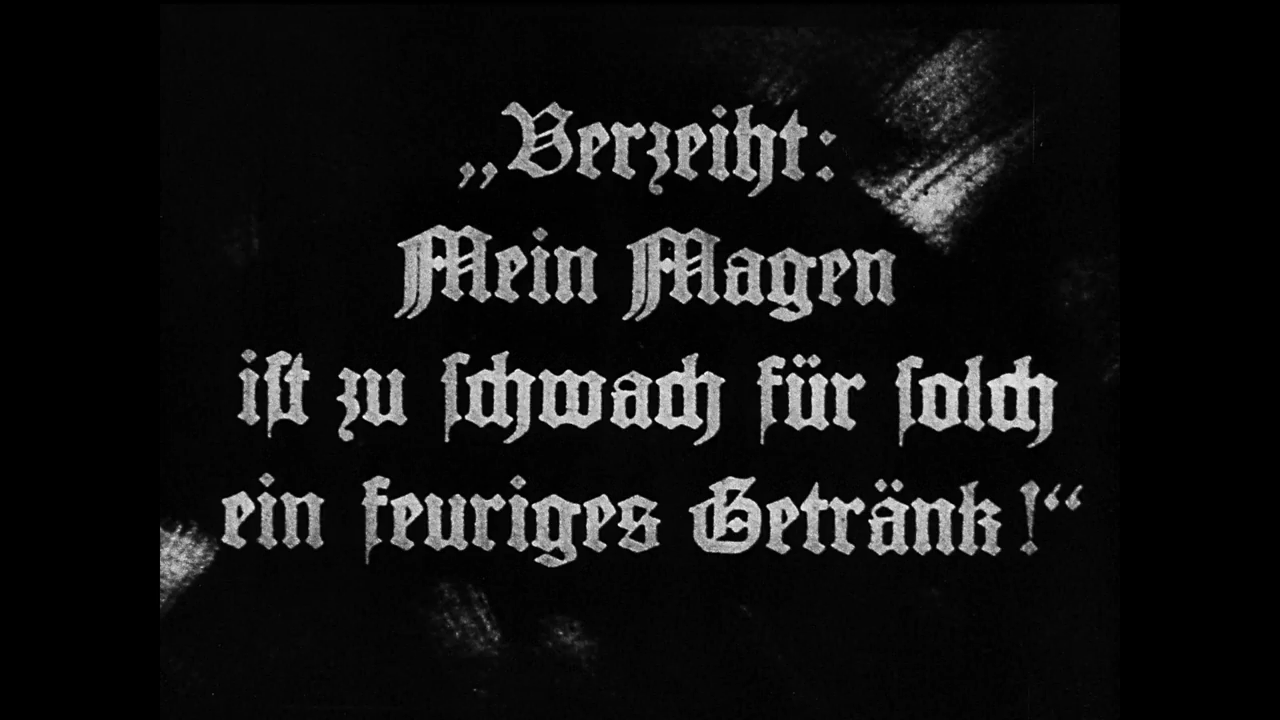 „Verzeiht:
Mein Magen
iſt zu ſchwach für ſolch
ein feuriges Getränk!“